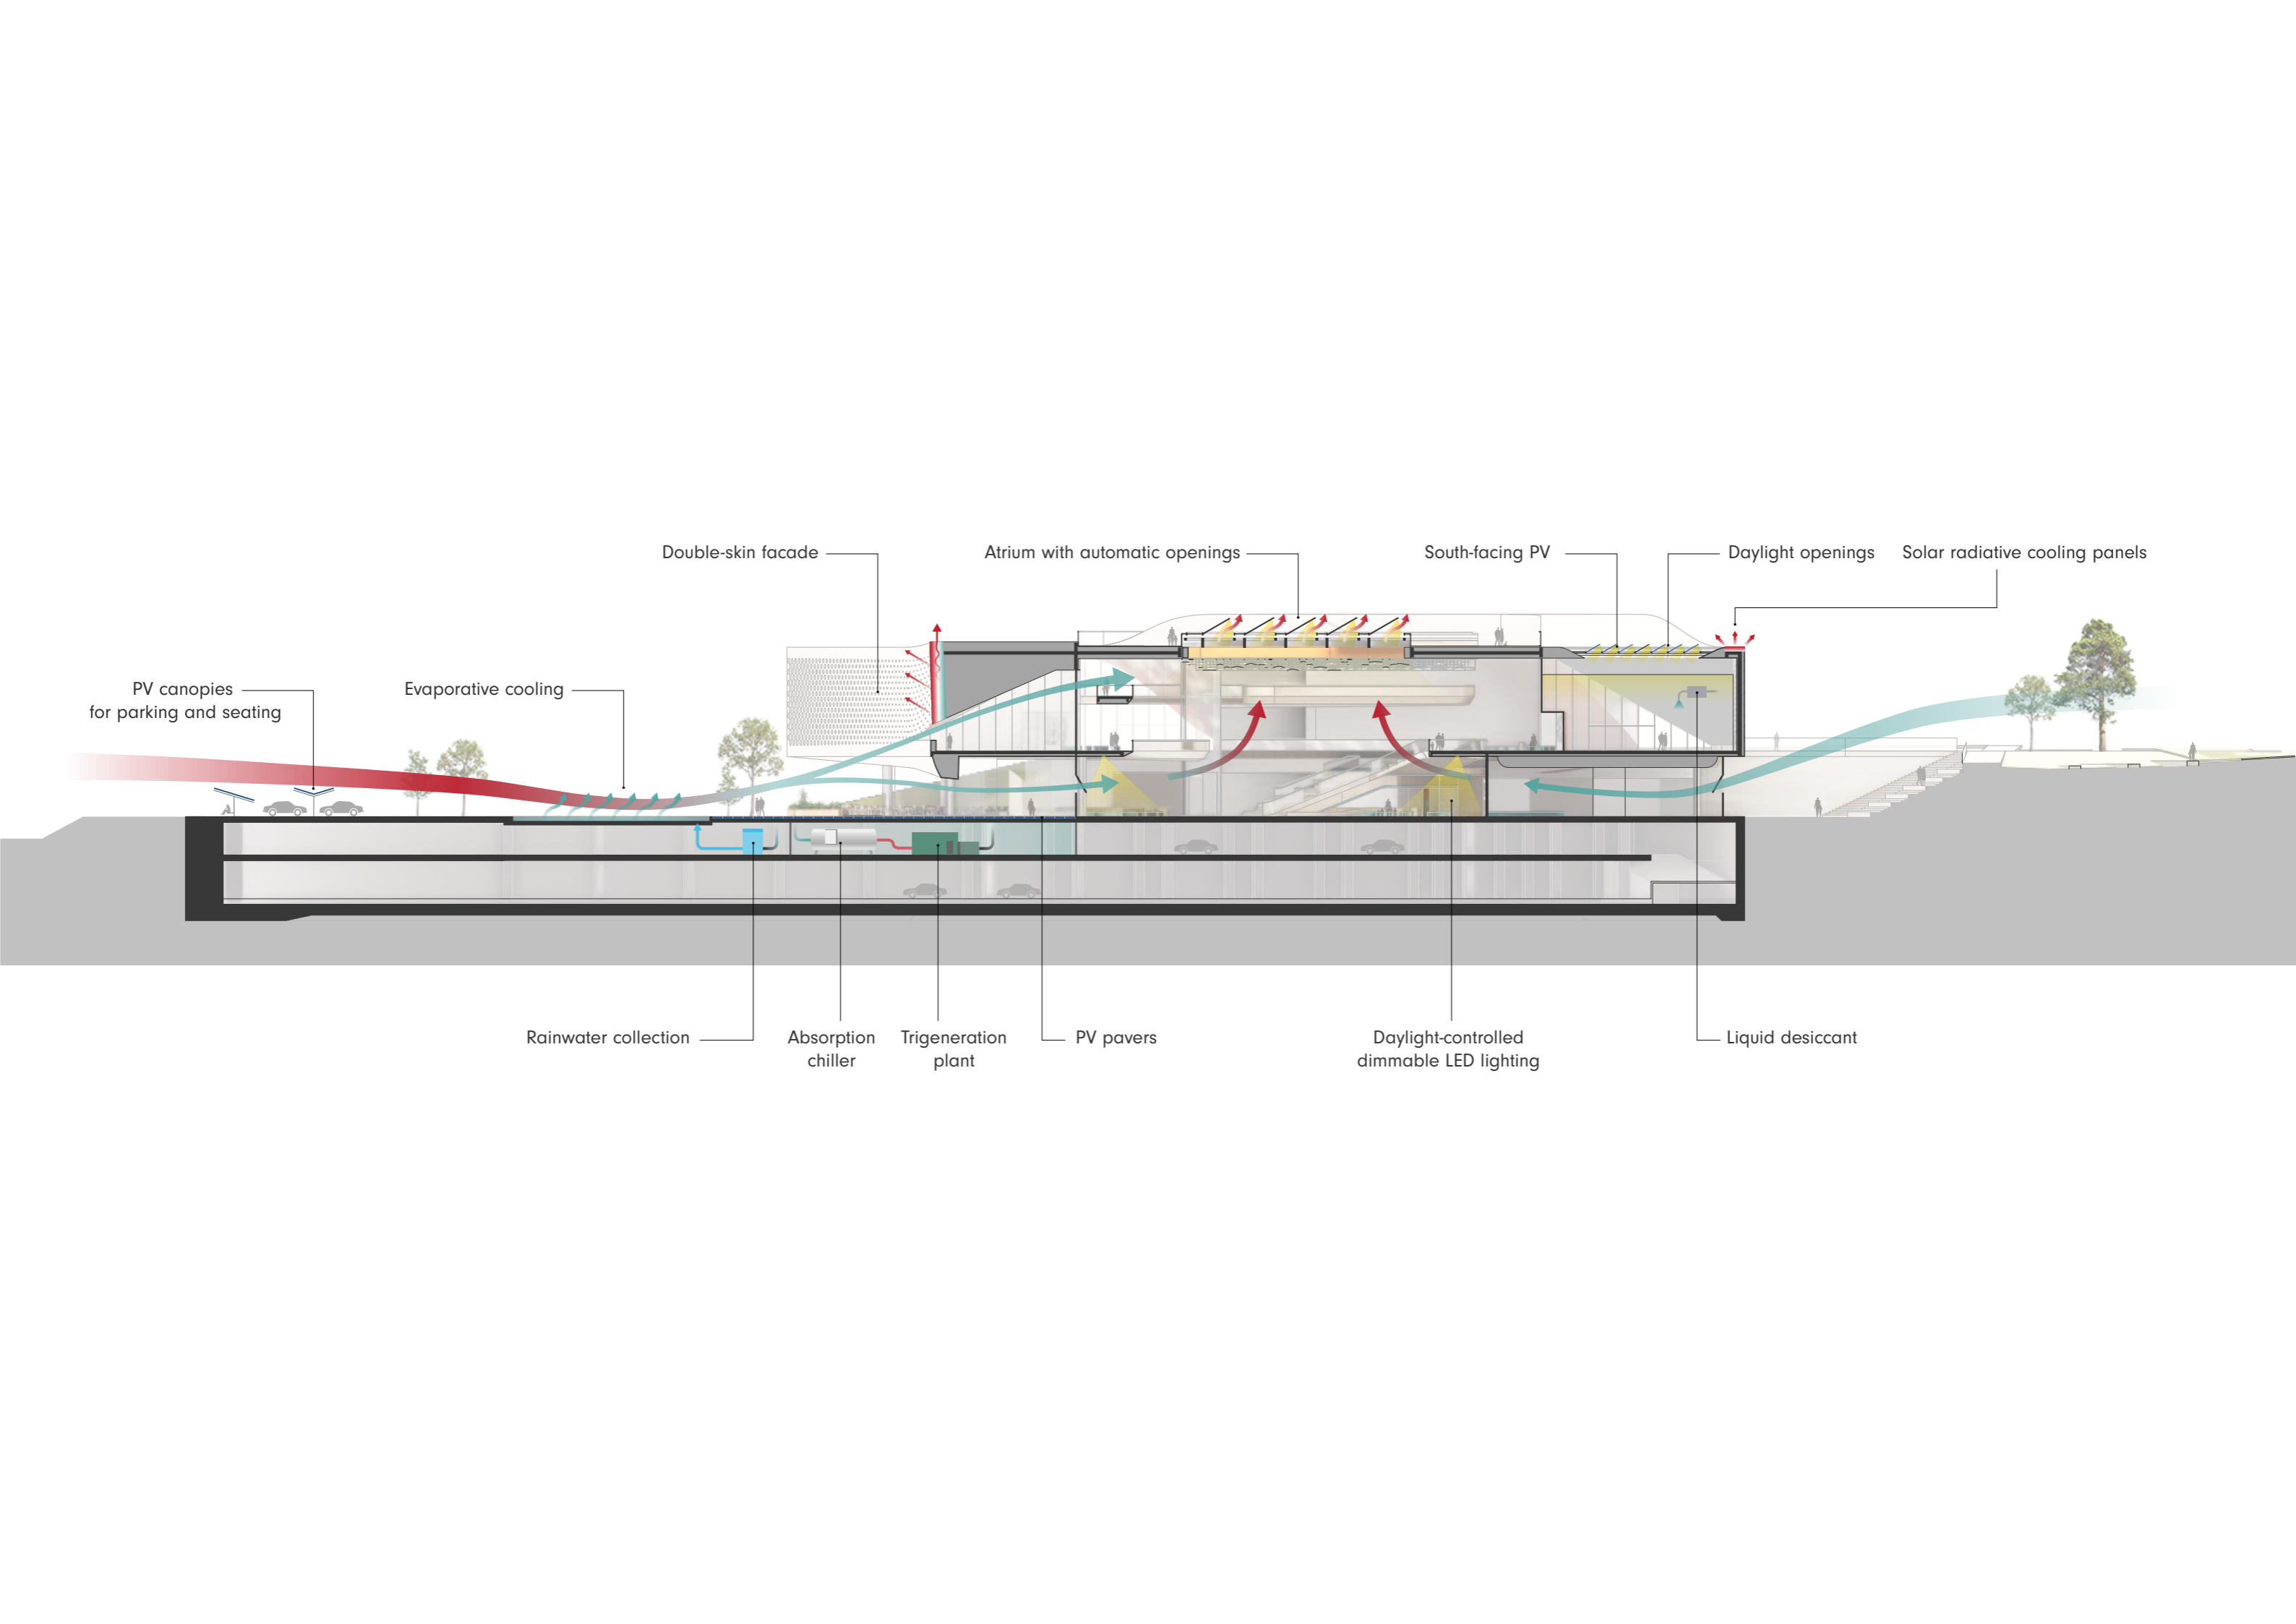 Double-skin facade
Atrium with automatic openings
South-facing PV
Daylight openings
Solar radiative cooling panels
PV canopies
for parking and seating
Evaporative cooling
Rainwater collection
Absorption
chiller
Trigeneration
plant
PV pavers
Daylight-controlled
dimmable LED lighting
Liquid desiccant